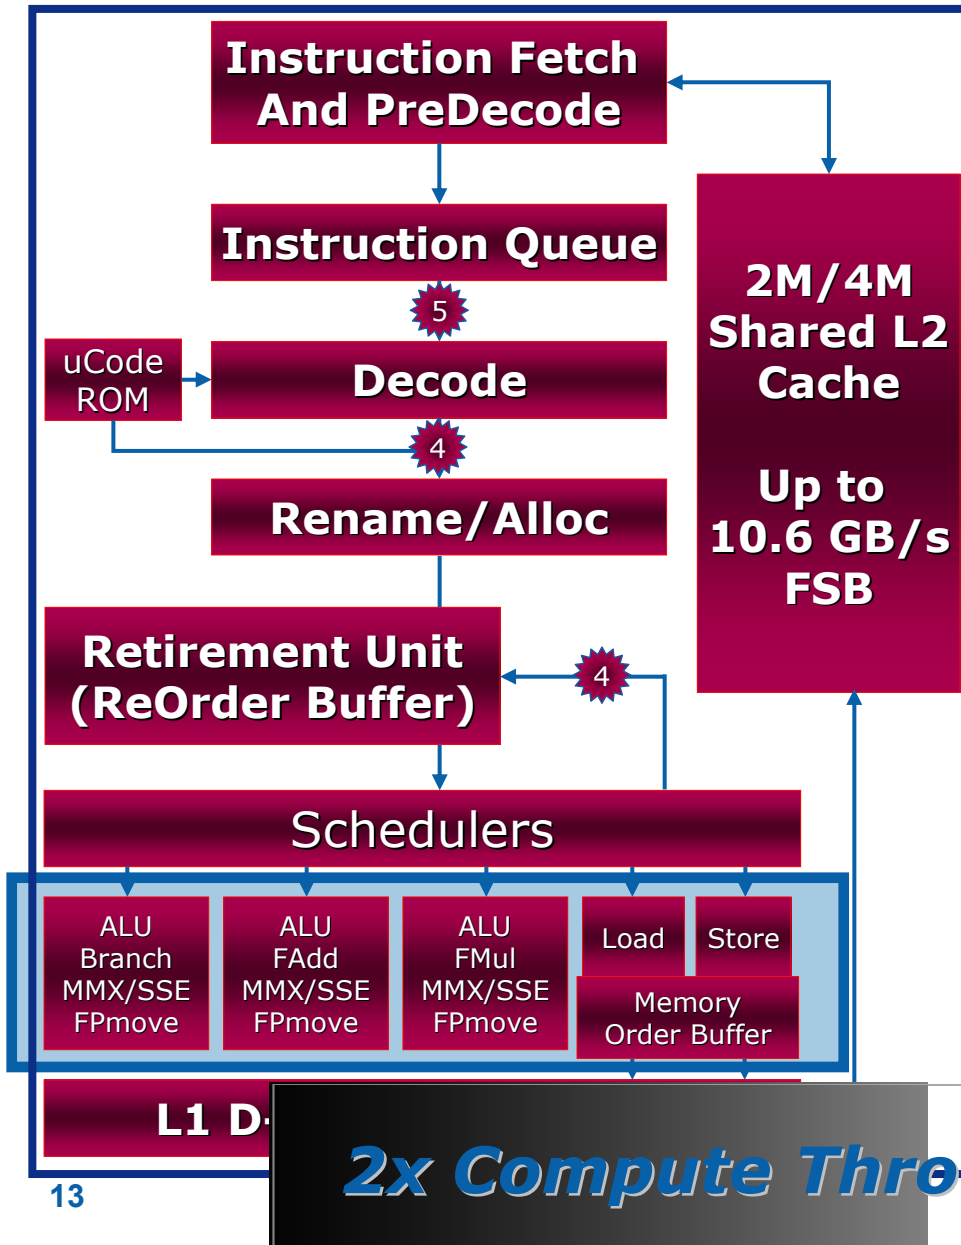 Instruction Fetch
And PreDecode
Instruction Queue
5
uCode
ROM
Decode
4
Rename/Alloc
2M/4M
Shared L2
Cache
Up to
10.6 GB/s
FSB
Retirement Unit
(ReOrder Buffer)
4
Schedulers
ALU
Branch
MMX/SSE
FPmove
ALU
FAdd
MMX/SSE
FPmove
ALU
FMul
MMX/SSE
FPmove
Load
Store
Memory
Order Buffer
L1 D-
2x Compute Thro
13